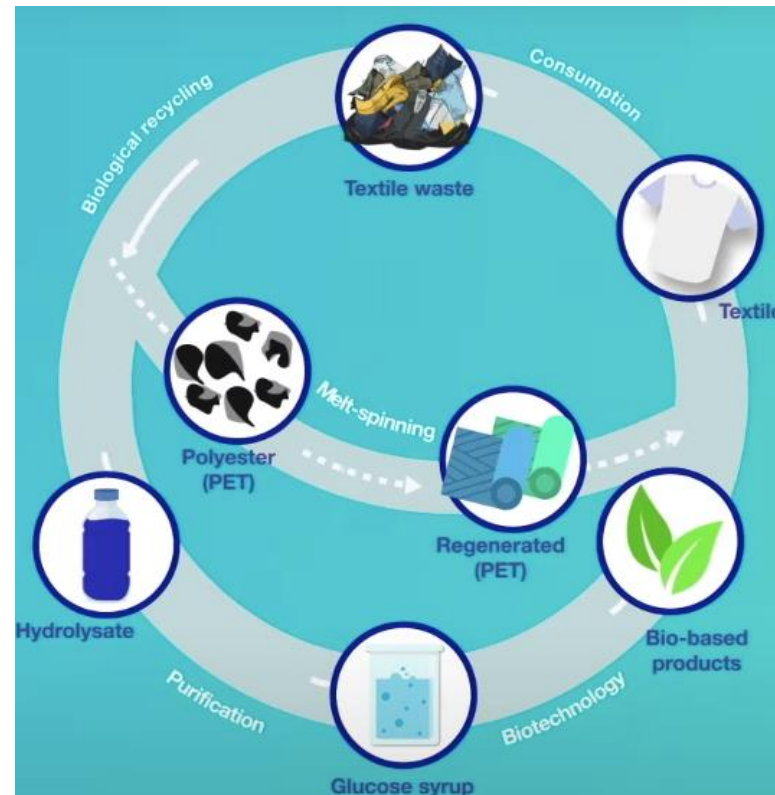 Consumption
Biological recycling
Textile waste
Textile
Melt-spinning
Polyester
(PET)
Regenerated
(PET)
Hydrolysate
Bio-based
products
Purification
Biotechnology
Glucose syrup